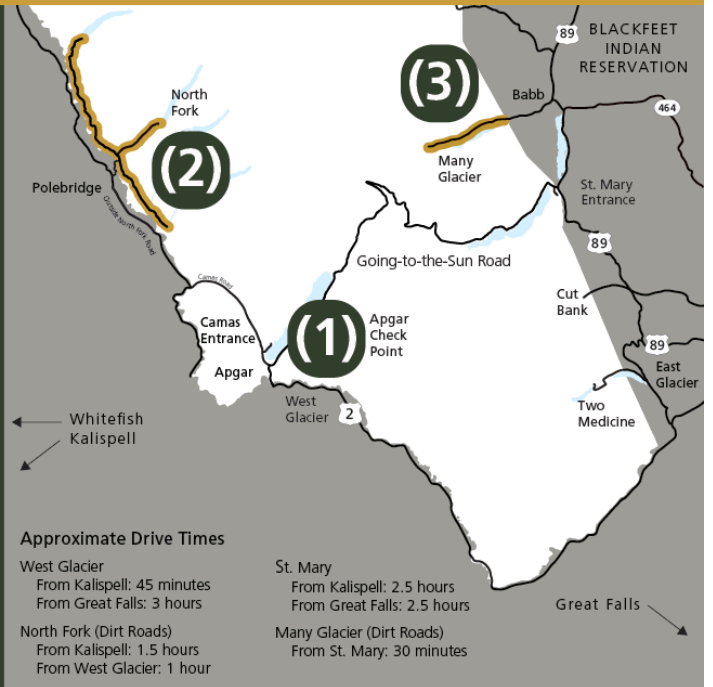 89
BLACKFEET
INDIAN
RESERVATION
North
Fork
(3)
Babb
464
(2)
Many
Glacier
Polebridge
St. Mary
Entrance
Outside North Fork Road
89
Going-to-the-Sun Road
Camas Road
Cut
Bank
Camas
Entrance
(1)
Apgar
Check
Point
89
East
Glacier
Apgar
West
Glacier
2
Two
Medicine
Whitefish
Kalispell
Approximate Drive Times
West Glacier
From Kalispell: 45 minutes
From Great Falls: 3 hours
North Fork (Dirt Roads)
From Kalispell: 1.5 hours
From West Glacier: 1 hour
St. Mary
From Kalispell: 2.5 hours
From Great Falls: 2.5 hours
Many Glacier (Dirt Roads)
From St. Mary: 30 minutes
Great Falls